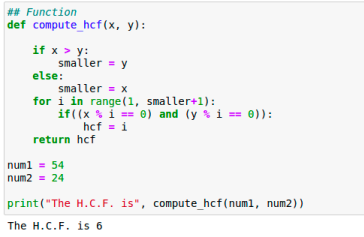 ## Function
def compute_hcf(x, y):

    if x > y:
        smaller = y
    else:
        smaller = x
    for i in range(1, smaller+1):
        if((x % i == 0) and (y % i == 0)):
            hcf = i
    return hcf

num1 = 54
num2 = 24

print("The H.C.F. is", compute_hcf(num1, num2))
The H.C.F. is 6